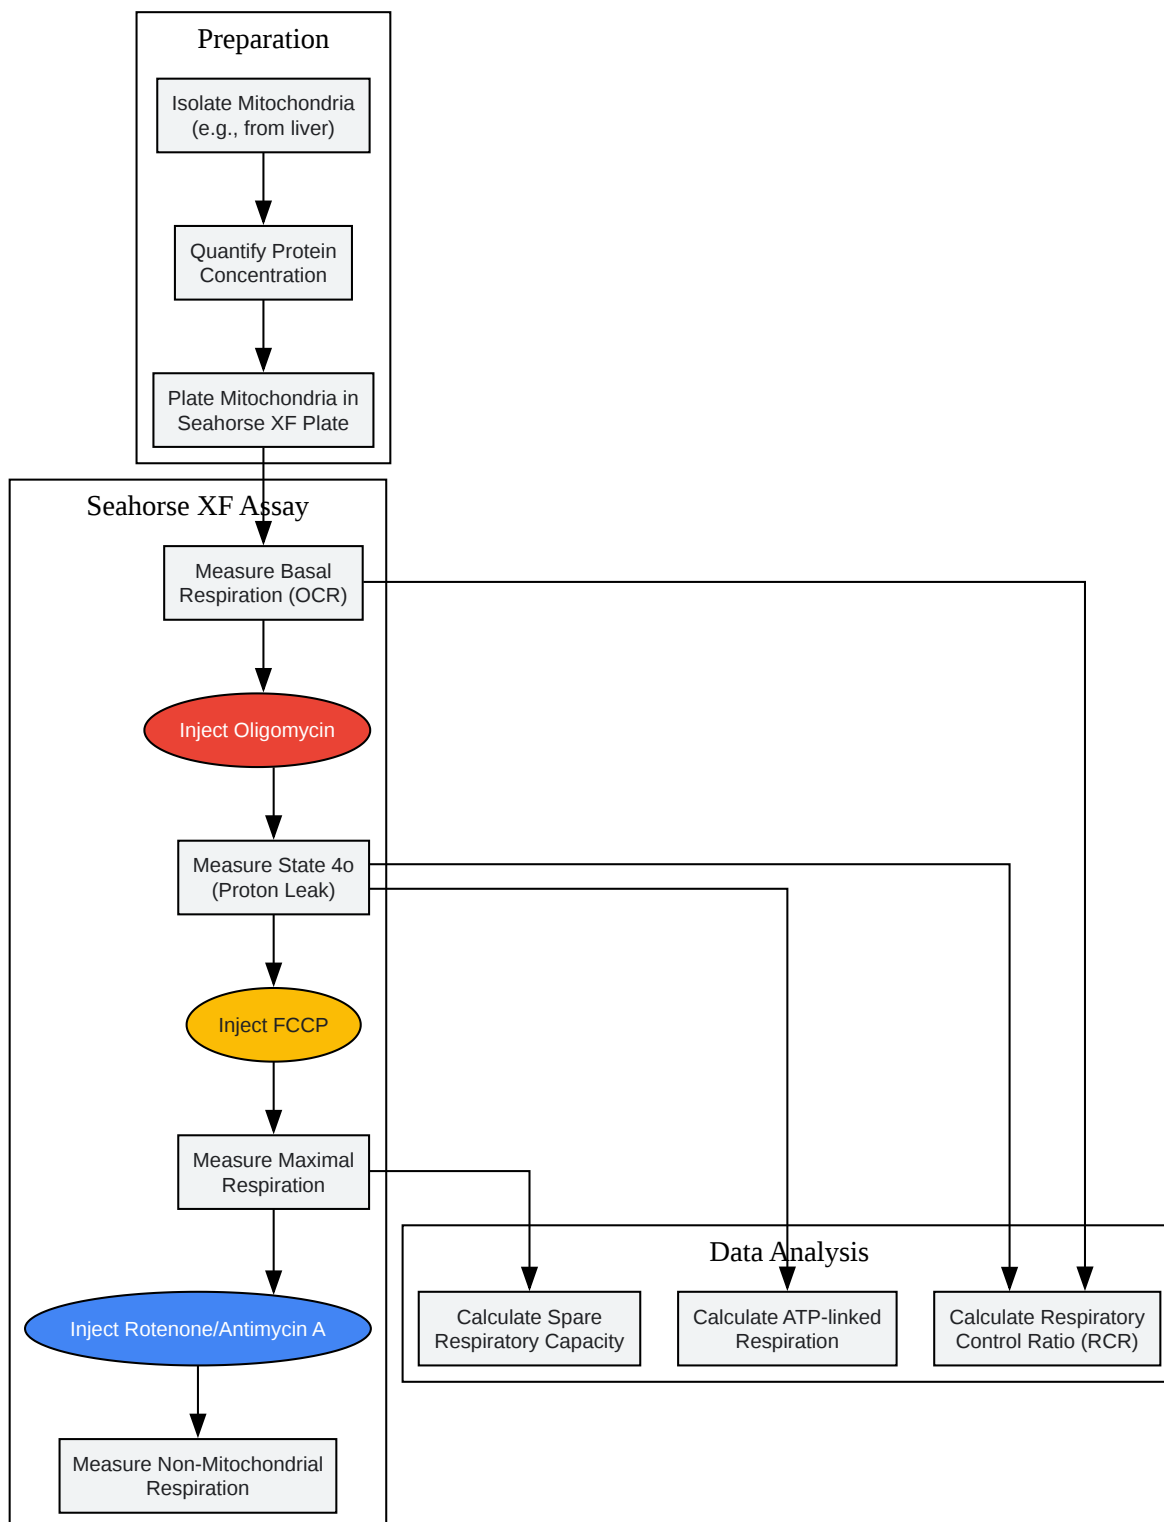 Preparation
Isolate Mitochondria
(e.g., from liver)
Quantify Protein
Concentration
Plate Mitochondria in
Seahorse XF Plate
Seahorse XF Assay
Measure Basal
Respiration (OCR)
Inject Oligomycin
Measure State 4o
(Proton Leak)
Inject FCCP
Measure Maximal
Respiration
Inject Rotenone/Antimycin A
Measure Non-Mitochondrial
Respiration
Data Analysis
Calculate Spare
Respiratory Capacity
Calculate ATP-linked
Respiration
Calculate Respiratory
Control Ratio (RCR)